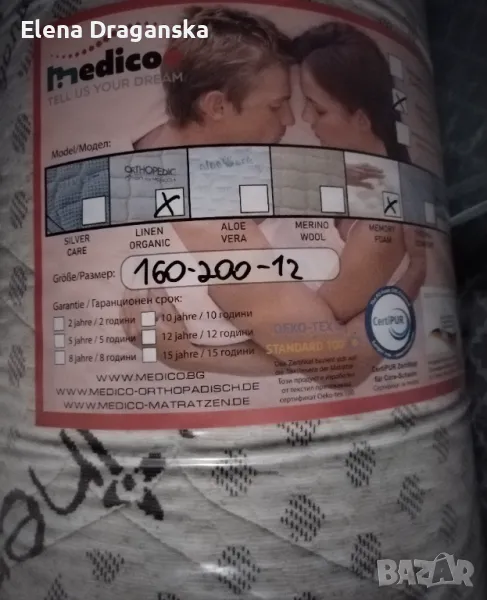 Elena Draganska
medico
TELL US YOUR DREAM
Model/Модел:
ORTHOPEDIC
SILVER CARE
LINEN ORGANIC
ALOE VERA
MERINO WOOL
MEMORY FOAM
Größe/Размер: 160-200-12
Garantie / Гаранционен срок:
2 jahre / 2 години
10 jahre / 10 години
5 jahre / 5 години
12 jahre / 12 години
8 jahre / 8 години
15 jahre / 15 години
OEKO-TEX
STANDARD 100
CertiPUR
WWW.MEDICO.BG
WWW.MEDICO-ORTHOPADISCH.DE
WWW.MEDICO-MATRATZEN.DE
BAZAR